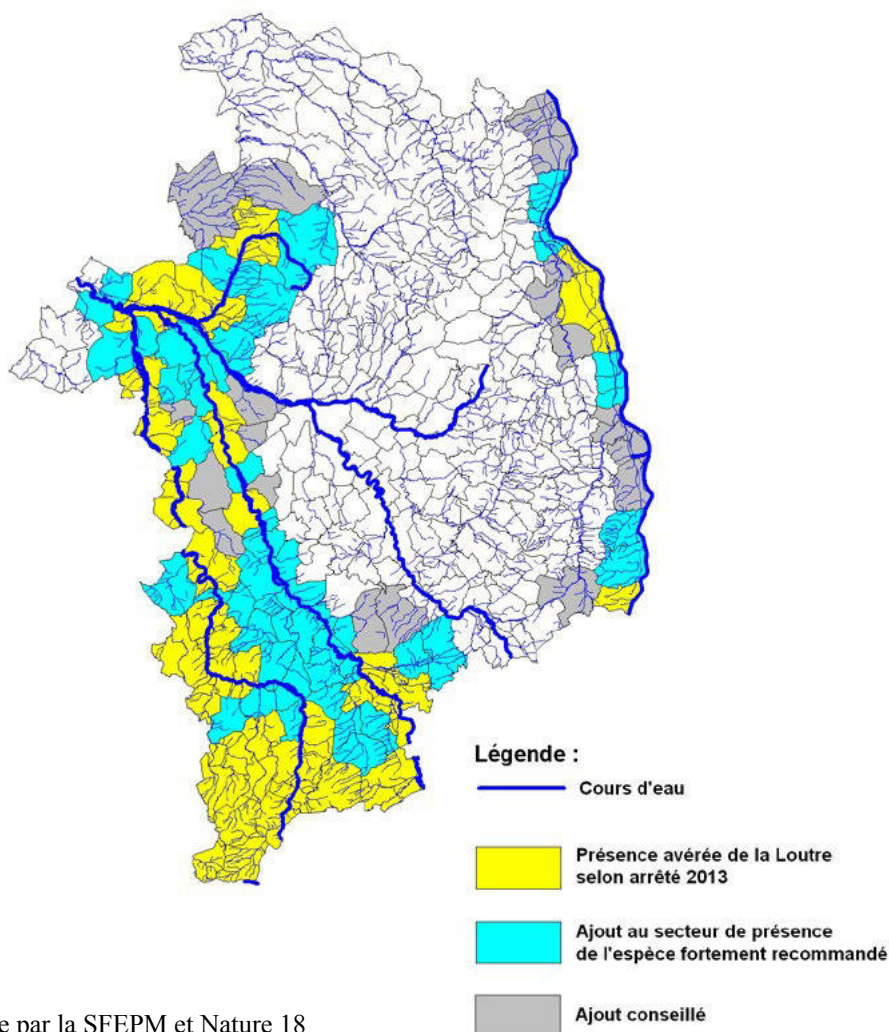 Légende :
Cours d'eau
Présence avérée de la Loutre
selon arrêté 2013
Ajout au secteur de présence
de l'espèce fortement recommandé
Ajout conseillé
par la SFEPM et Nature 18